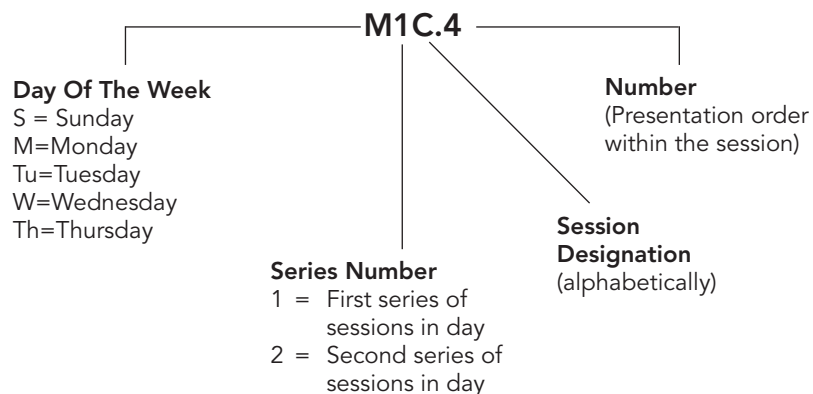 M1C.4
Day Of The Week
S = Sunday
M=Monday
Tu=Tuesday
W=Wednesday
Th=Thursday
Series Number
1 = First series of
sessions in day
2 = Second series of
sessions in day
Session
Designation
(alphabetically)
Number
(Presentation order
within the session)